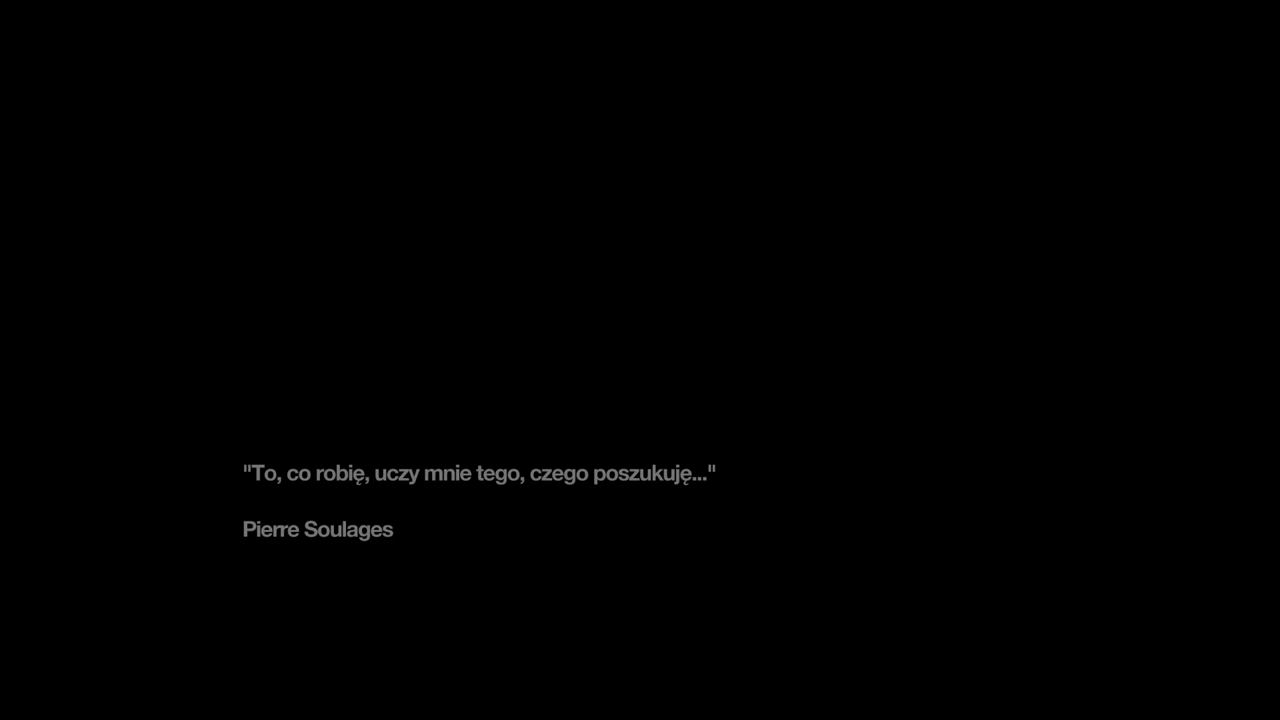 "To, co robię, uczy mnie tego, czego poszukuję..."
Pierre Soulages